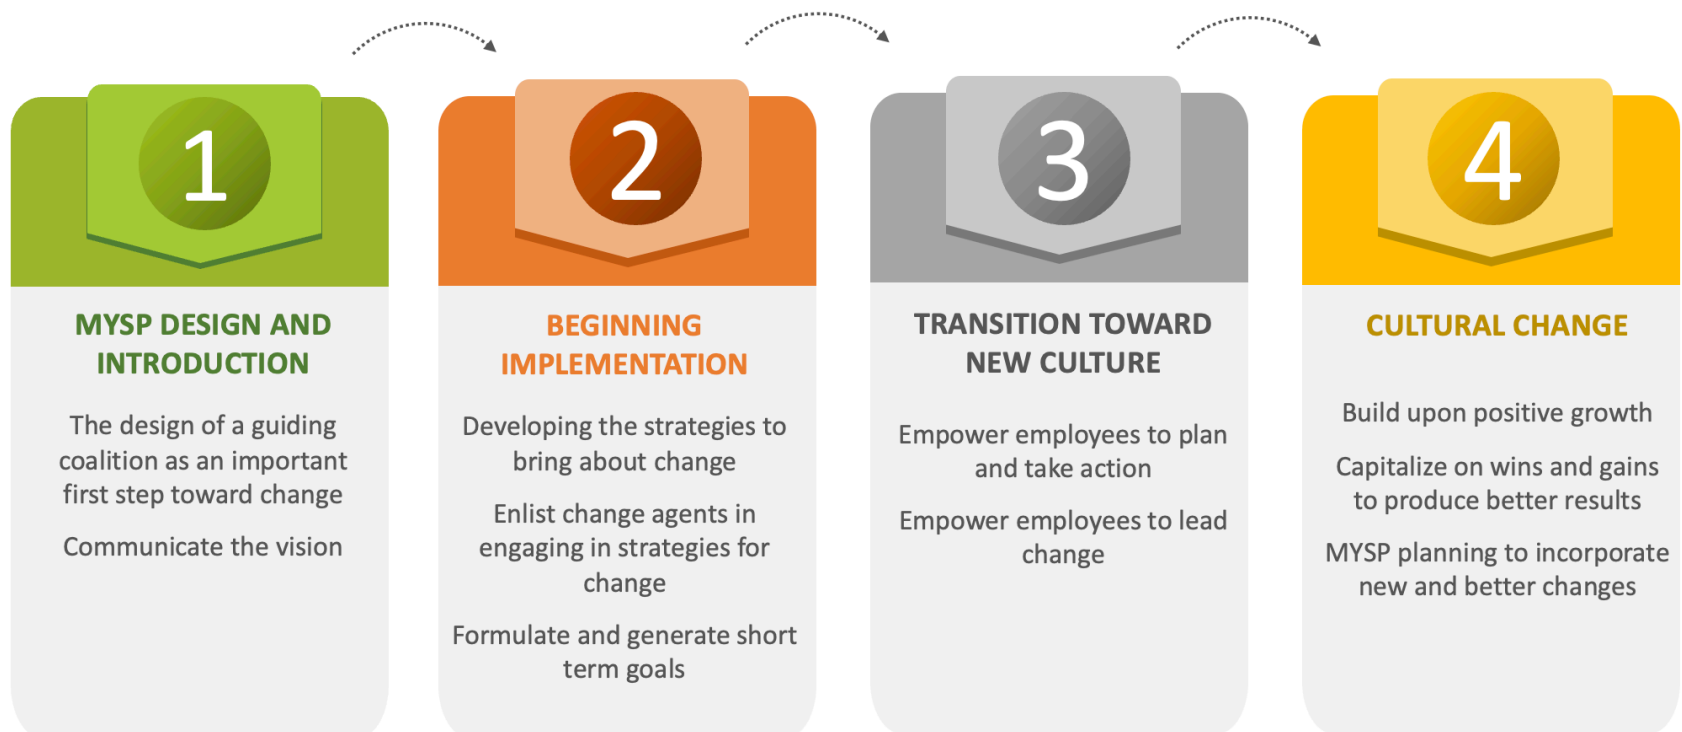 1
MYSP DESIGN AND
INTRODUCTION
The design of a guiding
coalition as an important
first step toward change
Communicate the vision
2
BEGINNING
IMPLEMENTATION
Developing the strategies to
bring about change
Enlist change agents in
engaging in strategies for
change
Formulate and generate short
term goals
3
TRANSITION TOWARD
NEW CULTURE
Empower employees to plan
and take action
Empower employees to lead
change
4
CULTURAL CHANGE
Build upon positive growth
Capitalize on wins and gains
to produce better results
MYSP planning to incorporate
new and better changes